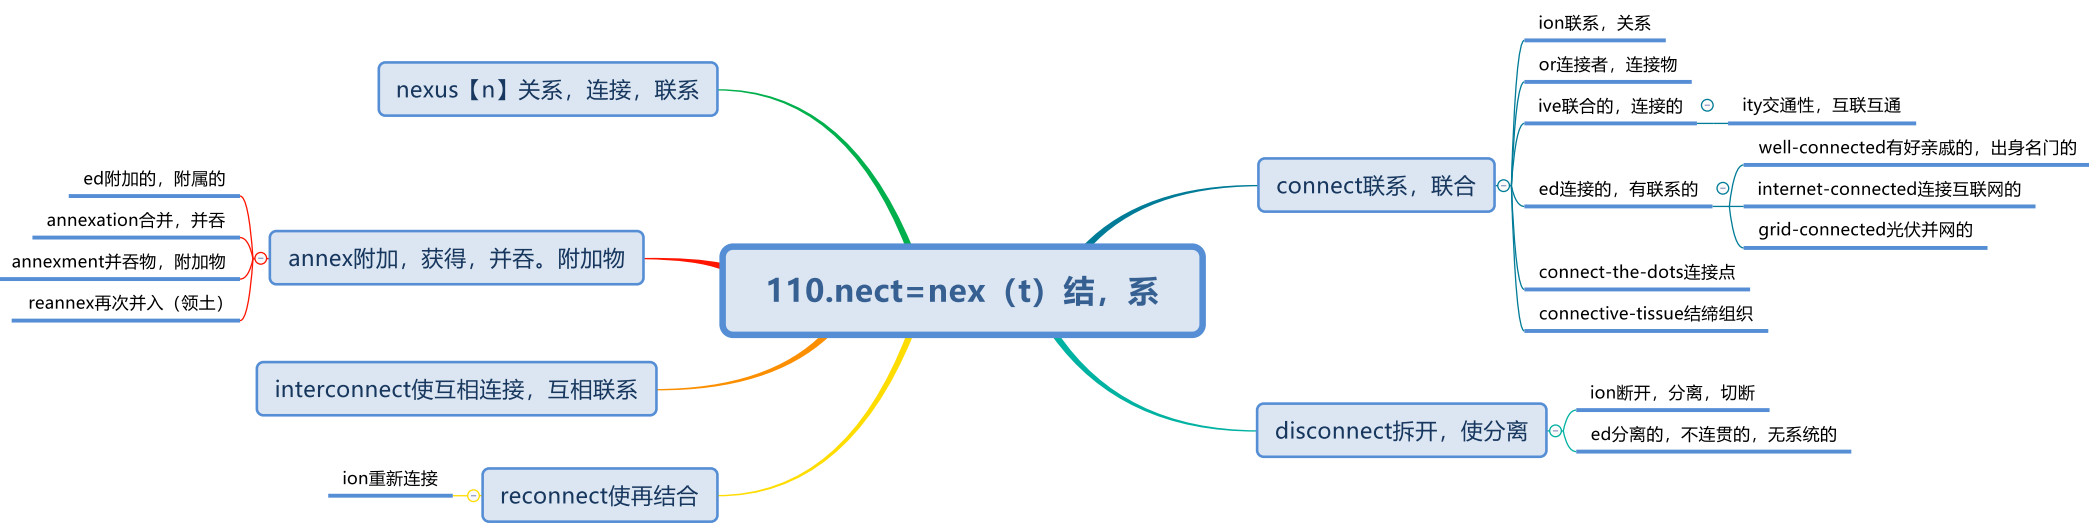 110.nect=nex（t）结，系
connect联系，联合
ion联系，关系
or连接者，连接物
ive联合的，连接的
ity交通性，互联互通
ed连接的，有联系的
well-connected有好亲戚的，出身名门的
internet-connected连接互联网的
grid-connected光伏并网的
connect-the-dots连接点
connective-tissue结缔组织
disconnect拆开，使分离
ion断开，分离，切断
ed分离的，不连贯的，无系统的
nexus【n】关系，连接，联系
annex附加，获得，并吞。附加物
ed附加的，附属的
annexation合并，并吞
annexment并吞物，附加物
reannex再次并入（领土）
interconnect使互相连接，互相联系
reconnect使再结合
ion重新连接